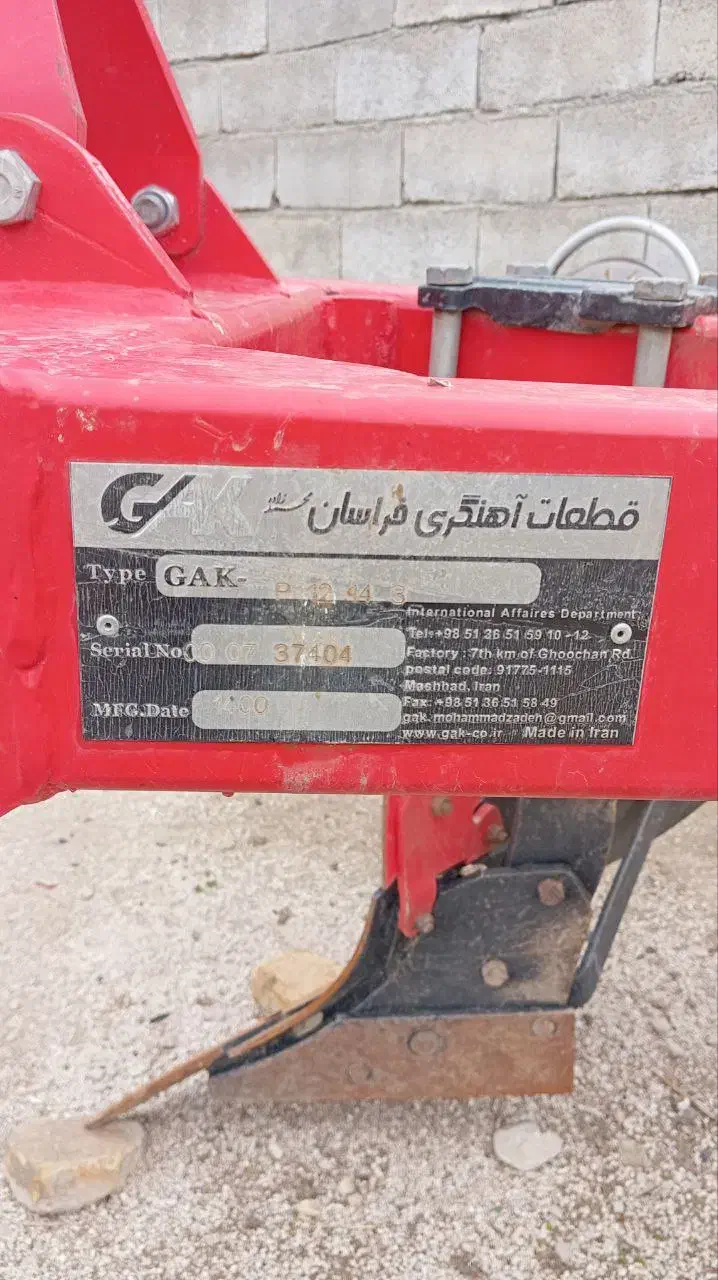 GAK قطعات آهنگری خراسان محمدزاده
Type GAK- P 12 14 3
International Affaires Department
Tel:+98 51 36 51 59 10 -12
Serial No. 00 07 37404
Factory : 7th km of Ghoochan Rd.
postal code: 91775-1115
Mashhad, Iran
MFG.Date 1400
Fax: +98 51 36 51 58 49
gak.mohammadzadeh@gmail.com
www.gak-co.ir Made in Iran